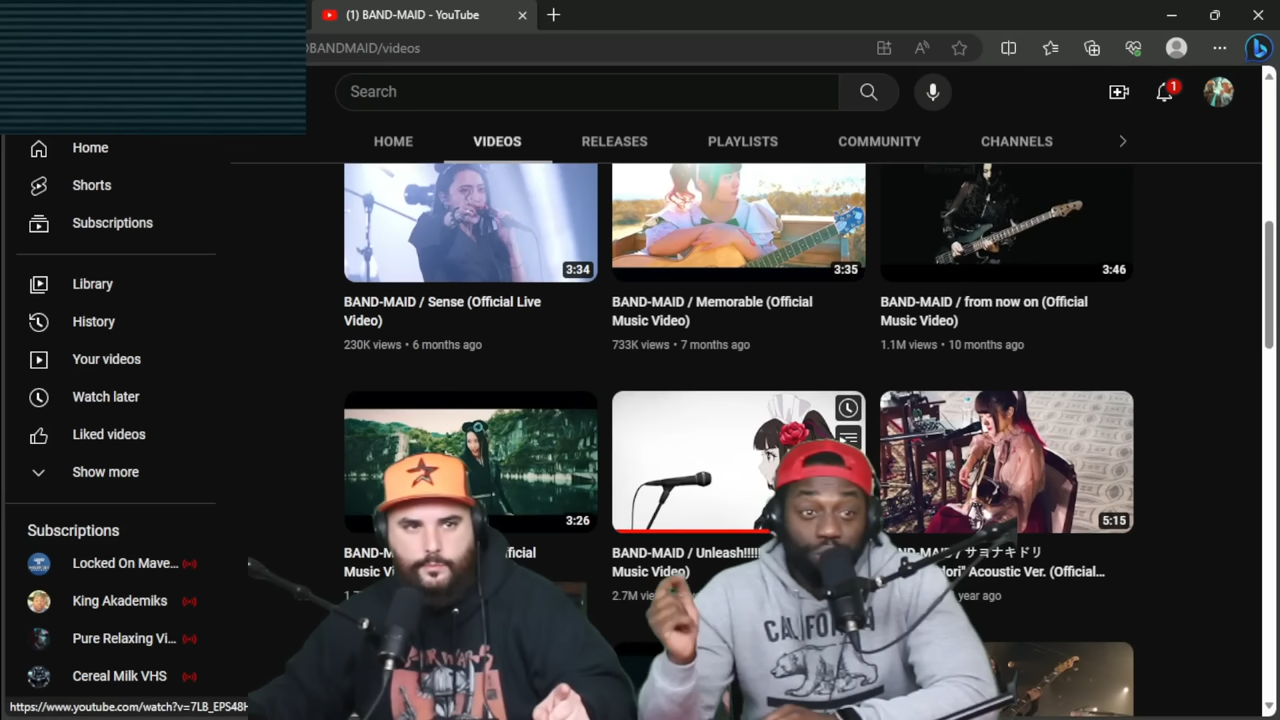 (1) BAND-MAID - YouTube
BANDMAID/videos
Search
1
HOME
VIDEOS
RELEASES
PLAYLISTS
COMMUNITY
CHANNELS
Home
Shorts
Subscriptions
Library
History
Your videos
Watch later
Liked videos
Show more
Subscriptions
Locked On Mave...
King Akademiks
Pure Relaxing Vi...
Cereal Milk VHS
3:34
BAND-MAID / Sense (Official Live
Video)
230K views • 6 months ago
3:35
BAND-MAID / Memorable (Official
Music Video)
733K views • 7 months ago
3:46
BAND-MAID / from now on (Official
Music Video)
1.1M views • 10 months ago
3:26
BAND-M
Music Vid
BAND-MAID / Unleash!!!!!
Music Video)
2.7M
5:15
サヨナキドリ
Acoustic Ver. (Official...
year ago
CALIFORNIA
https://www.youtube.com/watch?v=7LB_EPS48H